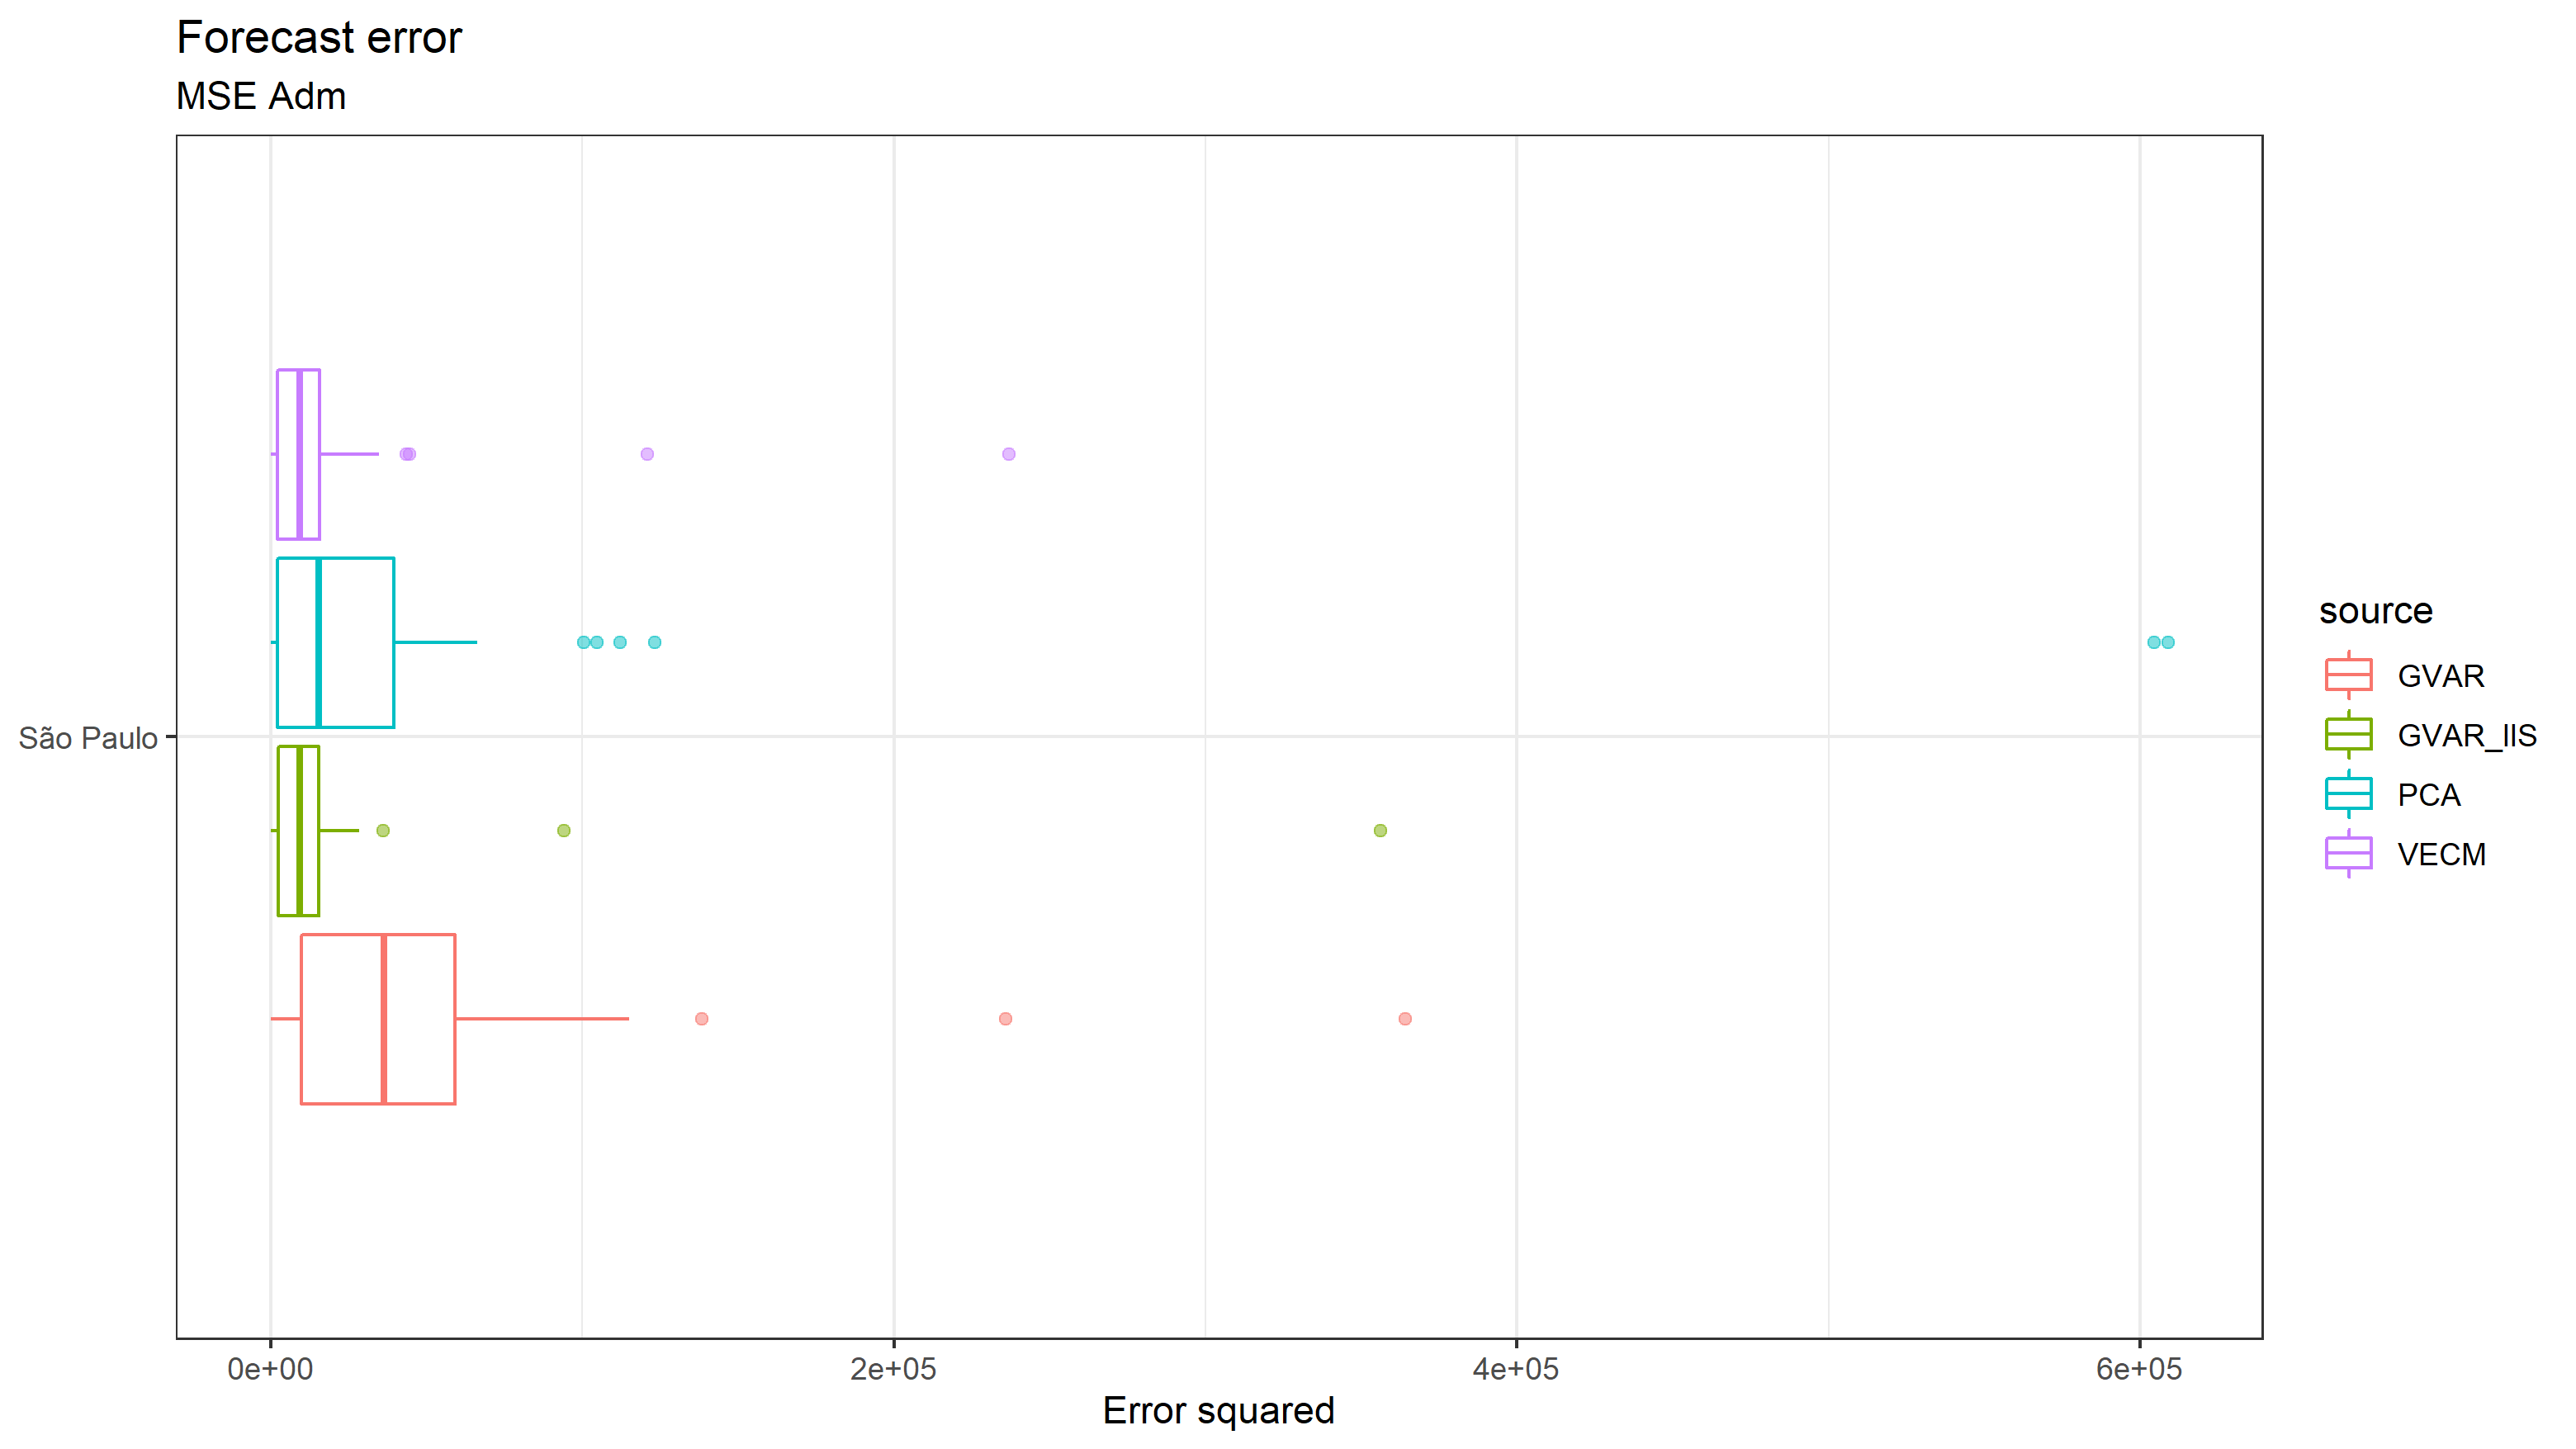 Forecast error
MSE Adm
São Paulo
0e+00
2e+05
4e+05
6e+05
Error squared
source
GVAR
GVAR_IIS
PCA
VECM